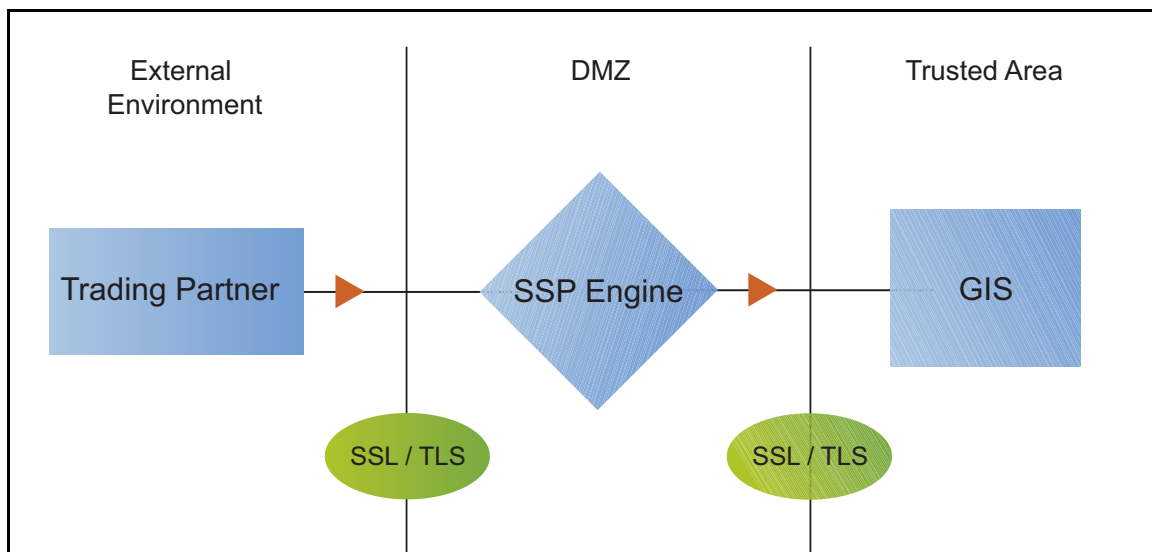 External
Environment
DMZ
Trusted Area
Trading Partner
SSP Engine
GIS
SSL / TLS
SSL / TLS